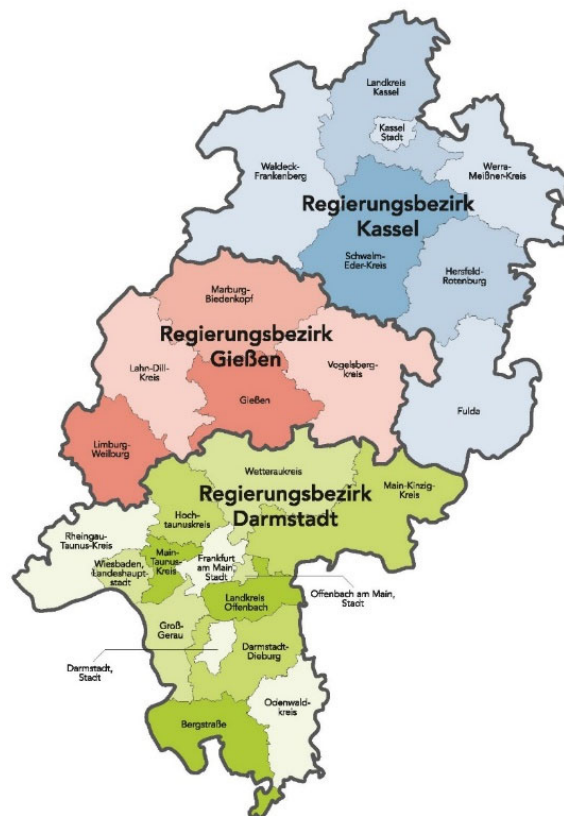 Landkreis
Kassel
Kassel
Stadt
Waldeck-
Frankenberg
Werra-
Meißner-Kreis
Regierungsbezirk
Kassel
Schwalm-
Eder-Kreis
Hersfeld-
Rotenburg
Marburg-
Biedenkopf
Regierungsbezirk
Gießen
Lahn-Dill-
Kreis
Vogelsberg-
kreis
Gießen
Fulda
Limburg-
Weilburg
Wetteraukreis
Main-Kinzig-
Kreis
Regierungsbezirk
Darmstadt
Hoch-
taunuskreis
Rheingau-
Taunus-Kreis
Main-
Taunus-
Kreis
Frankfurt
am Main,
Stadt
Wiesbaden,
Landeshaupt-
stadt
Offenbach am Main,
Stadt
Landkreis
Offenbach
Groß-
Gerau
Darmstadt,
Stadt
Darmstadt-
Dieburg
Odenwald-
kreis
Bergstraße